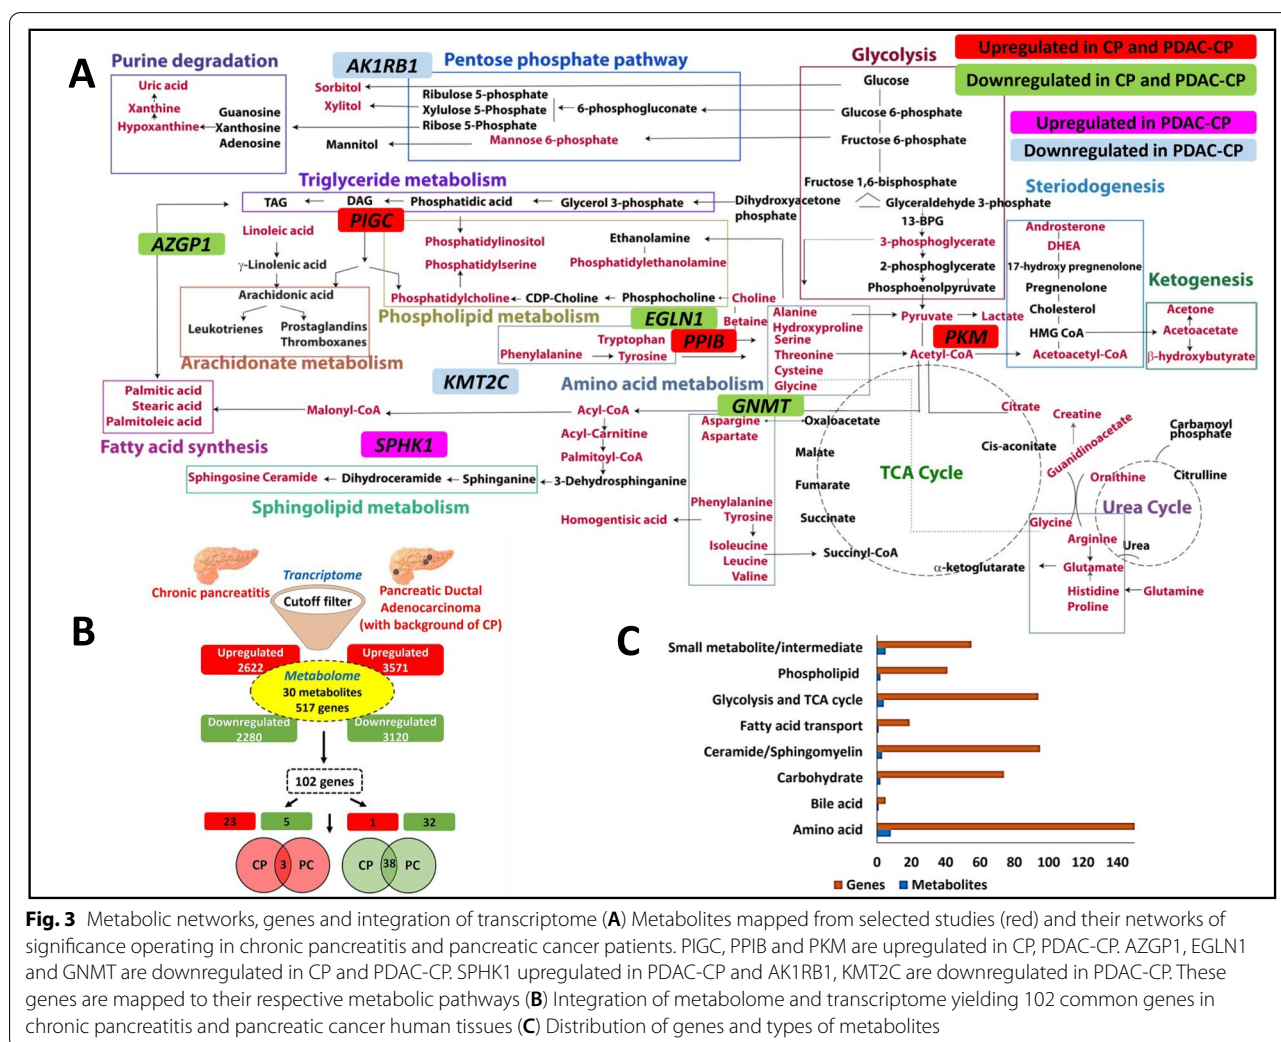 A
Purine degradation
AK1RB1
Pentose phosphate pathway
Glycolysis
Upregulated in CP and PDAC-CP
Downregulated in CP and PDAC-CP
Upregulated in PDAC-CP
Downregulated in PDAC-CP
Uric acid
Xanthine
Hypoxanthine
Guanosine
Xanthosine
Adenosine
Sorbitol
Xylitol
Mannitol
Ribulose 5-phosphate
Xylulose 5-Phosphate
Ribose 5-Phosphate
6-phosphogluconate
Mannose 6-phosphate
Glucose
Glucose 6-phosphate
Fructose 6-phosphate
Fructose 1,6-bisphosphate
Steriodogenesis
Triglyceride metabolism
TAG
DAG
Phosphatidic acid
Glycerol 3-phosphate
Dihydroxyacetone
phosphate
Glyceraldehyde 3-phosphate
13-BPG
3-phosphoglycerate
2-phosphoglycerate
Phosphoenolpyruvate
Androsterone
DHEA
17-hydroxy pregnenolone
Pregnenolone
Cholesterol
HMG CoA
Acetoacetyl-CoA
Ketogenesis
Acetone
Acetoacetate
β-hydroxybutyrate
AZGP1
PIGC
Linoleic acid
γ-Linolenic acid
Arachidonic acid
Leukotrienes
Prostaglandins
Thromboxanes
Arachidonate metabolism
Phosphatidylinositol
Phosphatidylserine
Phosphatidylcholine
CDP-Choline
Phosphocholine
Choline
Betaine
Ethanolamine
Phosphatidylethanolamine
Phospholipid metabolism
EGLN1
PPIB
Tryptophan
Phenylalanine
Tyrosine
Alanine
Hydroxyproline
Serine
Threonine
Cysteine
Glycine
Pyruvate
Lactate
PKM
Acetyl-CoA
KMT2C
Amino acid metabolism
GNMT
Palmitic acid
Stearic acid
Palmitoleic acid
Fatty acid synthesis
Malonyl-CoA
Acyl-CoA
Acyl-Carnitine
Palmitoyl-CoA
3-Dehydrosphinganine
SPHK1
Sphingosine Ceramide
Dihydroceramide
Sphinganine
Sphingolipid metabolism
Aspargine
Aspartate
Phenylalanine
Tyrosine
Isoleucine
Leucine
Valine
Homogentisic acid
Oxaloacetate
Malate
Fumarate
Succinate
Succinyl-CoA
TCA Cycle
Citrate
Cis-aconitate
α-ketoglutarate
Creatine
Guanidinoacetate
Carbamoyl
phosphate
Citrulline
Ornithine
Urea Cycle
Glycine
Arginine
Urea
Glutamate
Histidine
Proline
Glutamine
B
Chronic pancreatitis
Trancriptome
Cutoff filter
Pancreatic Ductal
Adenocarcinoma
(with background of CP)
Upregulated
2622
Upregulated
3571
Metabolome
30 metabolites
517 genes
Downregulated
2280
Downregulated
3120
102 genes
23
5
1
32
CP
3
PC
CP
38
PC
C
Small metabolite/intermediate
Phospholipid
Glycolysis and TCA cycle
Fatty acid transport
Ceramide/Sphingomyelin
Carbohydrate
Bile acid
Amino acid
0 20 40 60 80 100 120 140
Genes Metabolites
Fig. 3 Metabolic networks, genes and integration of transcriptome (A) Metabolites mapped from selected studies (red) and their networks of
significance operating in chronic pancreatitis and pancreatic cancer patients. PIGC, PPIB and PKM are upregulated in CP, PDAC-CP. AZGP1, EGLN1
and GNMT are downregulated in CP and PDAC-CP. SPHK1 upregulated in PDAC-CP and AK1RB1, KMT2C are downregulated in PDAC-CP. These
genes are mapped to their respective metabolic pathways (B) Integration of metabolome and transcriptome yielding 102 common genes in
chronic pancreatitis and pancreatic cancer human tissues (C) Distribution of genes and types of metabolites